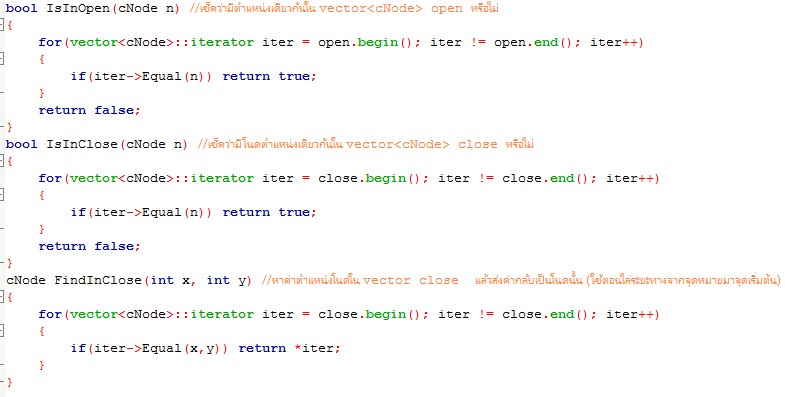 bool IsInOpen(cNode n) //เช็คว่ามีตำแหน่งเดียวกันใน vector<cNode> open หรือไม่
{
    for(vector<cNode>::iterator iter = open.begin(); iter != open.end(); iter++)
    {
        if(iter->Equal(n)) return true;
    }
    return false;
}
bool IsInClose(cNode n) //เช็คว่ามีโนดตำแหน่งเดียวกันใน vector<cNode> close หรือไม่
{
    for(vector<cNode>::iterator iter = close.begin(); iter != close.end(); iter++)
    {
        if(iter->Equal(n)) return true;
    }
    return false;
}
cNode FindInClose(int x, int y) //หาค่าตำแหน่งโนดใน vector close แล้วส่งค่ากลับเป็นโนดนั้น (ใช้ตอนไล่ระยะทางจากจุดหมายมาจุดเริ่มต้น)
{
    for(vector<cNode>::iterator iter = close.begin(); iter != close.end(); iter++)
    {
        if(iter->Equal(x,y)) return *iter;
    }
}